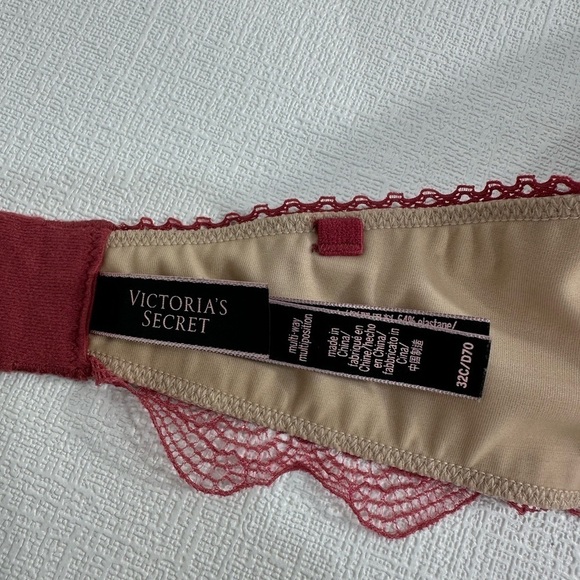 VICTORIA'S
SECRET
multi-way
multiposition
made in
China/
fabriqué en
Chine/hecho
en China/
fabricato in
Cina/
中国制造
32C/D70
64% elastane/